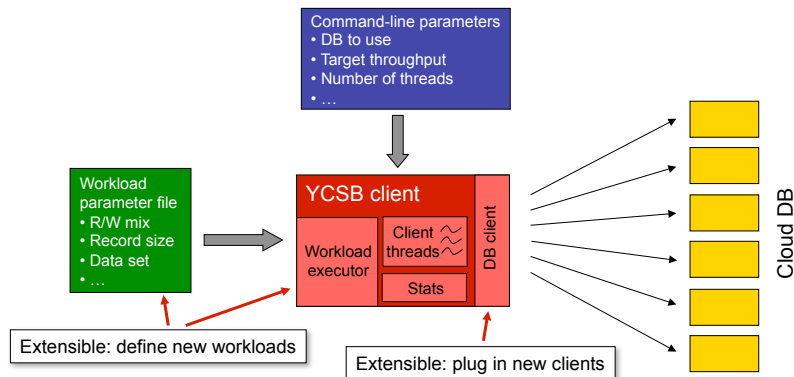 Command-line parameters
• DB to use
• Target throughput
• Number of threads
• …
Workload
parameter file
• R/W mix
• Record size
• Data set
• …
YCSB client
Workload
executor
Client
threads
Stats
DB client
Cloud DB
Extensible: define new workloads
Extensible: plug in new clients